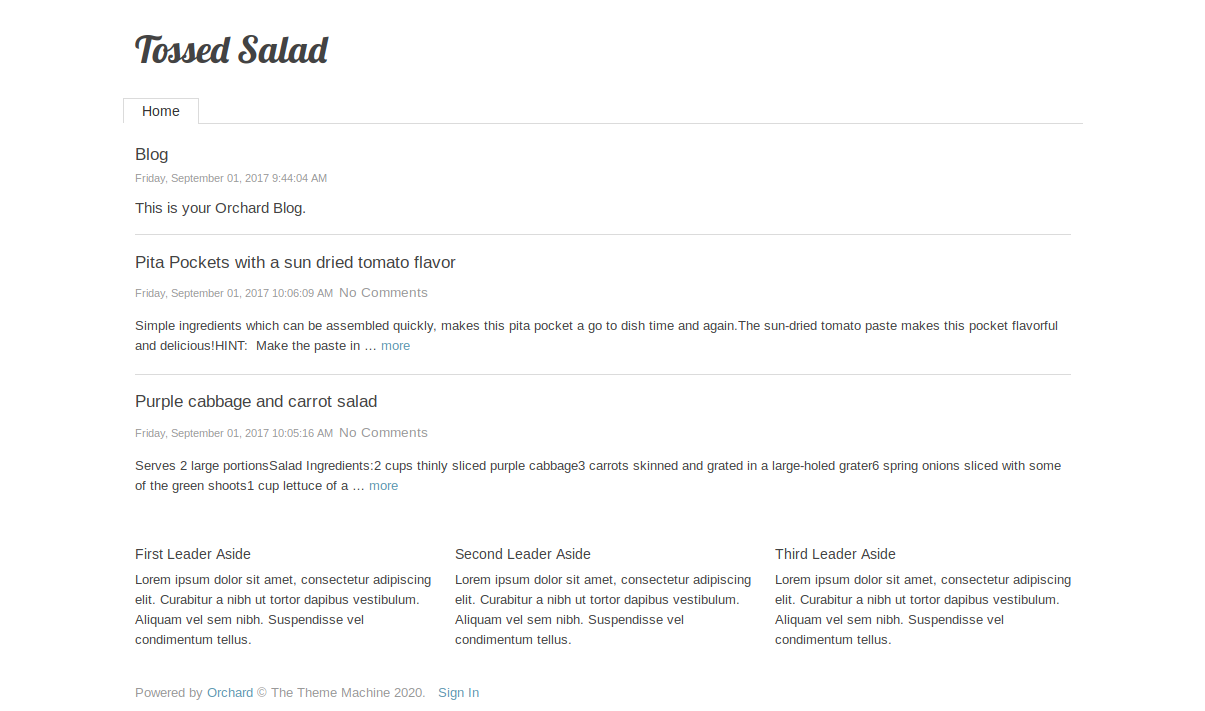 Tossed Salad
Home
Blog
Friday, September 01, 2017 9:44:04 AM
This is your Orchard Blog.
Pita Pockets with a sun dried tomato flavor
Friday, September 01, 2017 10:06:09 AM No Comments
Simple ingredients which can be assembled quickly, makes this pita pocket a go to dish time and again.The sun-dried tomato paste makes this pocket flavorful
and delicious!HINT:  Make the paste in … more
Purple cabbage and carrot salad
Friday, September 01, 2017 10:05:16 AM No Comments
Serves 2 large portionsSalad Ingredients:2 cups thinly sliced purple cabbage3 carrots skinned and grated in a large-holed grater6 spring onions sliced with some
of the green shoots1 cup lettuce of a … more
First Leader Aside
Lorem ipsum dolor sit amet, consectetur adipiscing
elit. Curabitur a nibh ut tortor dapibus vestibulum.
Aliquam vel sem nibh. Suspendisse vel
condimentum tellus.
Second Leader Aside
Lorem ipsum dolor sit amet, consectetur adipiscing
elit. Curabitur a nibh ut tortor dapibus vestibulum.
Aliquam vel sem nibh. Suspendisse vel
condimentum tellus.
Third Leader Aside
Lorem ipsum dolor sit amet, consectetur adipiscing
elit. Curabitur a nibh ut tortor dapibus vestibulum.
Aliquam vel sem nibh. Suspendisse vel
condimentum tellus.
Powered by Orchard © The Theme Machine 2020. Sign In